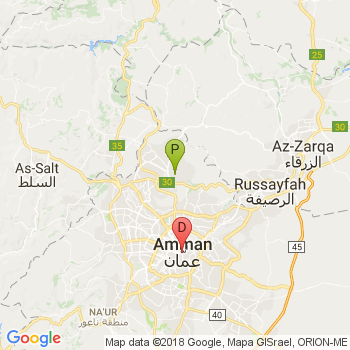 25
P
35
30
Az-Zarqa
الزرقاء
As-Salt
السلط
30
Russayfah
الرصيفة
D
Amman
عمان
45
NA'UR
منطقة ناعور
40
Google
Map data ©2018 Google, Mapa GISrael, ORION-ME